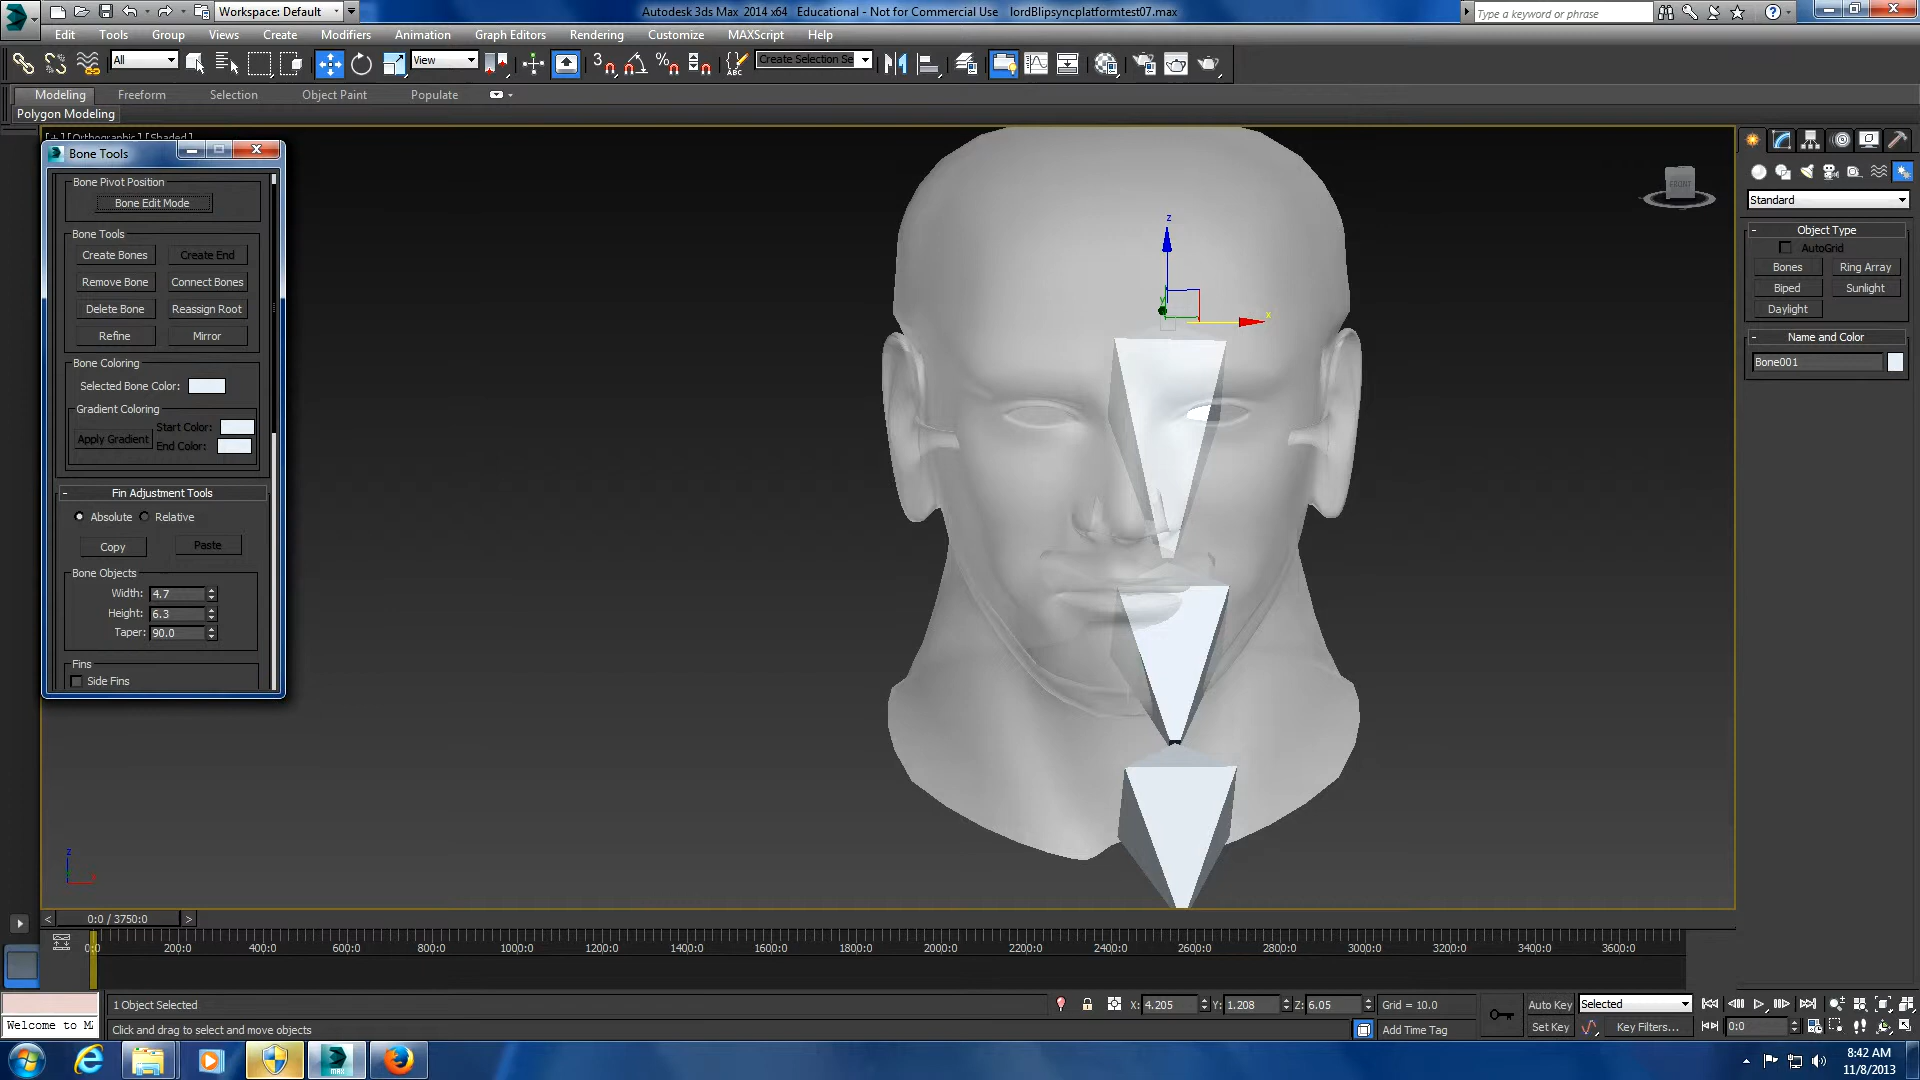 Workspace: Default
Autodesk 3ds Max 2014 x64 Educational - Not for Commercial Use lordBlipsyncplatformtest07.max
Type a keyword or phrase
Edit Tools Group Views Create Modifiers Animation Graph Editors Rendering Customize MAXScript Help
All
View
3
%
ABC
Create Selection Se
Modeling Freeform Selection Object Paint Populate
Polygon Modeling
[+][Orthographic][Shaded]
Bone Tools
Bone Pivot Position
Bone Edit Mode
Bone Tools
Create Bones Create End
Remove Bone Connect Bones
Delete Bone Reassign Root
Refine Mirror
Bone Coloring
Selected Bone Color:
Gradient Coloring
Apply Gradient Start Color:
End Color:
- Fin Adjustment Tools
Absolute Relative
Copy Paste
Bone Objects
Width: 4.7
Height: 6.3
Taper: 90.0
Fins
Side Fins
z
y
x
FRONT
z
x
Standard
- Object Type
AutoGrid
Bones Ring Array
Biped Sunlight
Daylight
- Name and Color
Bone001
< 0:0 / 3750:0 >
0:0 200:0 400:0 600:0 800:0 1000:0 1200:0 1400:0 1600:0 1800:0 2000:0 2200:0 2400:0 2600:0 2800:0 3000:0 3200:0 3400:0 3600:0
1 Object Selected
X: 4.205 Y: 1.208 Z: 6.05 Grid = 10.0
Auto Key Selected
Welcome to M
Click and drag to select and move objects
Add Time Tag
Set Key Key Filters...
0:0
MAX
8:42 AM
11/8/2013